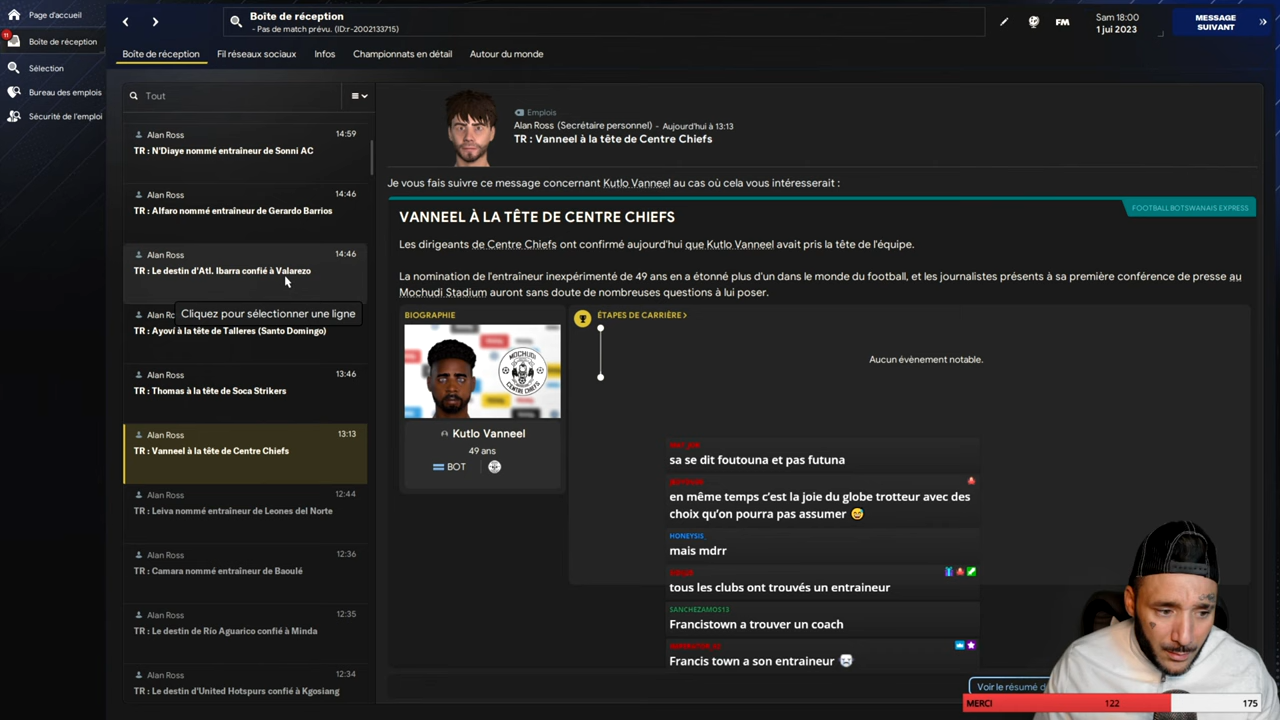 Page d'accueil
11
Boîte de réception
Sélection
Bureau des emplois
Sécurité de l'emploi
Boîte de réception
- Pas de match prévu. (ID:r-2002133715)
FM
Sam 18:00
1 jui 2023
MESSAGE
SUIVANT
Boîte de réception
Fil réseaux sociaux
Infos
Championnats en détail
Autour du monde
Tout
Alan Ross 14:59
TR : N'Diaye nommé entraîneur de Sonni AC
Alan Ross 14:46
TR : Alfaro nommé entraîneur de Gerardo Barrios
Alan Ross 14:46
TR : Le destin d'Atl. Ibarra confié à Valarezo
Cliquez pour sélectionner une ligne
TR : Ayoví à la tête de Talleres (Santo Domingo)
Alan Ross 13:46
TR : Thomas à la tête de Soca Strikers
Alan Ross 13:13
TR : Vanneel à la tête de Centre Chiefs
Alan Ross 12:44
TR : Leiva nommé entraîneur de Leones del Norte
Alan Ross 12:36
TR : Camara nommé entraîneur de Baoulé
Alan Ross 12:35
TR : Le destin de Río Aguarico confié à Minda
Alan Ross 12:34
TR : Le destin d'United Hotspurs confié à Kgosiang
Emplois
Alan Ross (Secrétaire personnel) - Aujourd'hui à 13:13
TR : Vanneel à la tête de Centre Chiefs
Je vous fais suivre ce message concernant Kutlo Vanneel au cas où cela vous intéresserait :
FOOTBALL BOTSWANAIS EXPRESS
VANNEEL À LA TÊTE DE CENTRE CHIEFS
Les dirigeants de Centre Chiefs ont confirmé aujourd'hui que Kutlo Vanneel avait pris la tête de l'équipe.
La nomination de l'entraîneur inexpérimenté de 49 ans en a étonné plus d'un dans le monde du football, et les journalistes présents à sa première conférence de presse au
Mochudi Stadium auront sans doute de nombreuses questions à lui poser.
BIOGRAPHIE
MOCHUDI
CENTRE CHIEFS
Kutlo Vanneel
49 ans
BOT
ÉTAPES DE CARRIÈRE >
Aucun évènement notable.
sa se dit foutouna et pas futuna
en même temps c'est la joie du globe trotteur avec des
choix qu'on pourra pas assumer
HONEYSIS_
mais mdrr
tous les clubs ont trouvés un entraineur
SANCHEZAMOS13
Francistown a trouver un coach
Francis town a son entraineur
Voir le résumé
MERCI 122 175